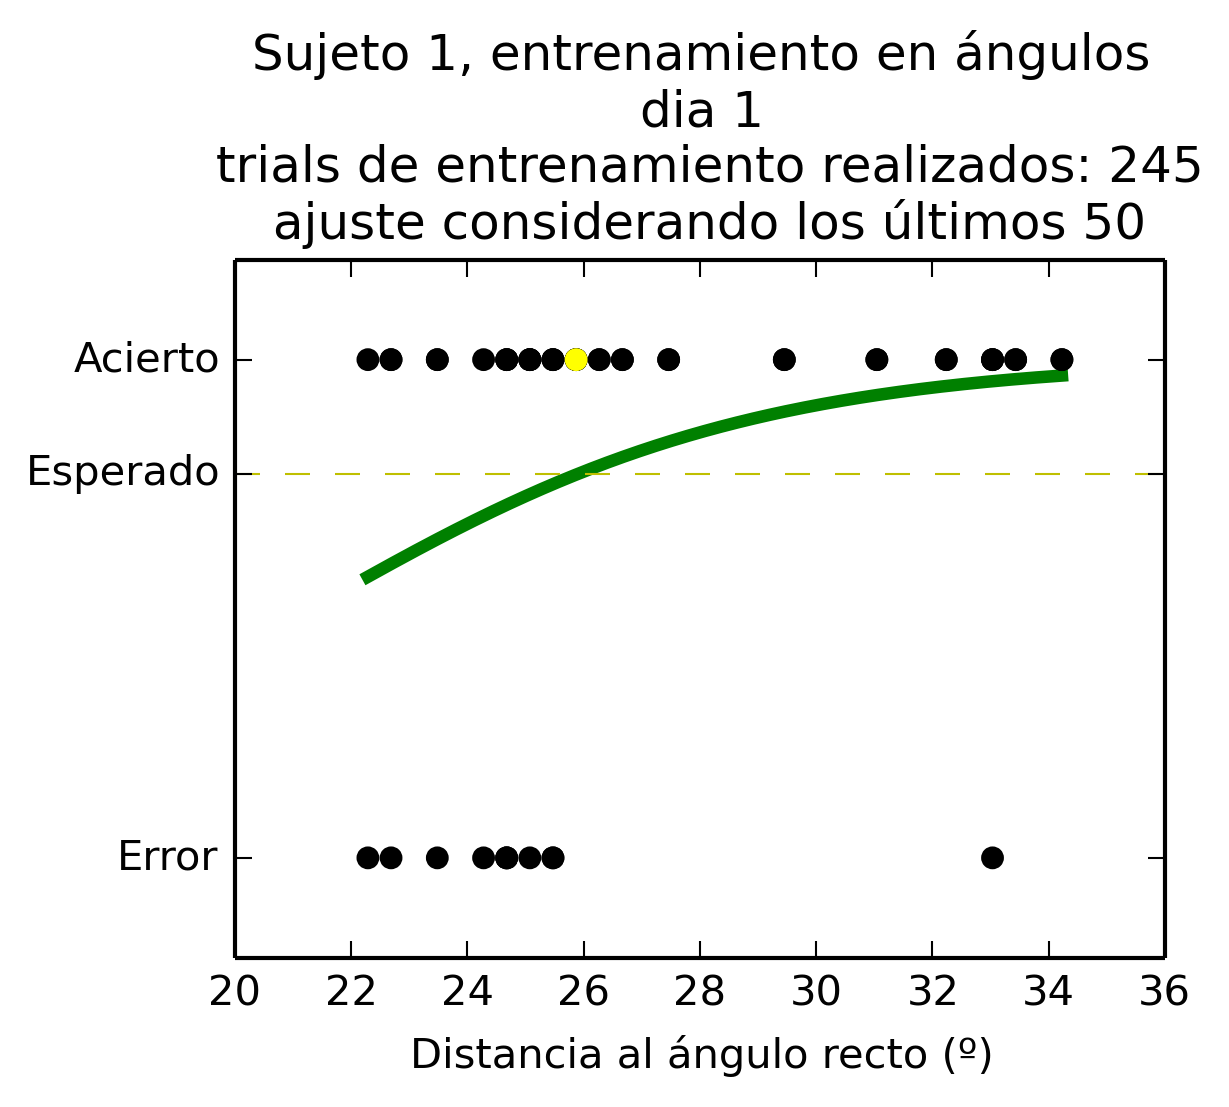 Sujeto 1, entrenamiento en ángulos
dia 1
trials de entrenamiento realizados: 245
ajuste considerando los últimos 50
Acierto
Esperado
Error
20 22 24 26 28 30 32 34 36
Distancia al ángulo recto (º)